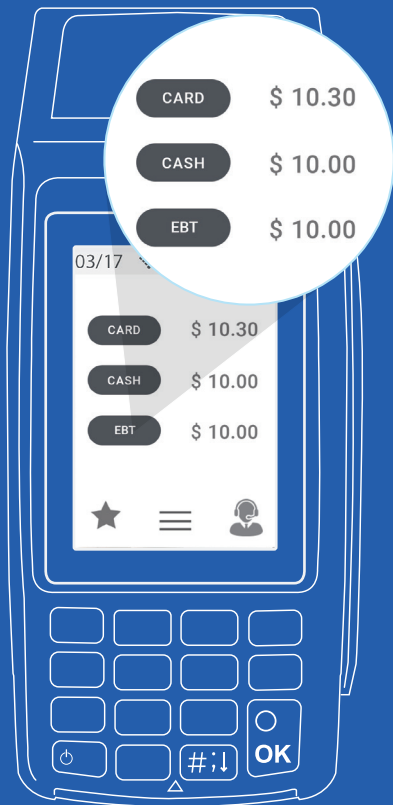 CARD $ 10.30
CASH $ 10.00
EBT $ 10.00
03/17
CARD $ 10.30
CASH $ 10.00
EBT $ 10.00
#;↓
OK